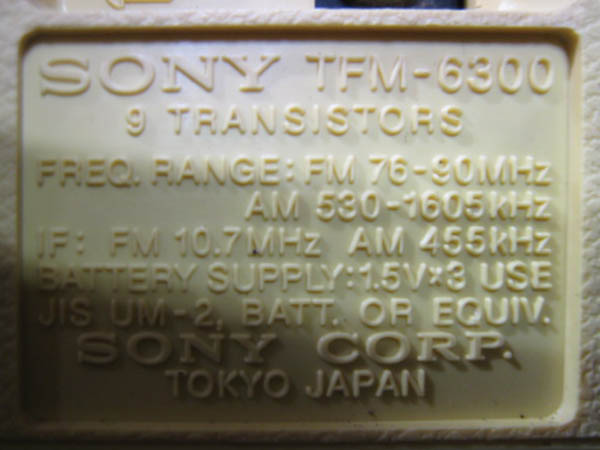 SONY TFM-6300
9 TRANSISTORS
FREQ. RANGE: FM 76-90MHz
AM 530-1605kHz
IF: FM 10.7MHz AM 455kHz
BATTERY SUPPLY: 1.5V×3 USE
JIS UM-2, BATT. OR EQUIV.
SONY CORP.
TOKYO JAPAN